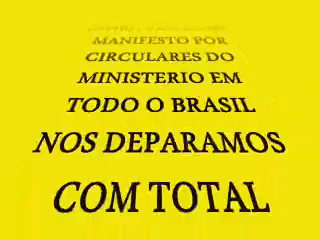 MANIFESTO POR
CIRCULARES DO
MINISTERIO EM
TODO O BRASIL
NOS DEPARAMOS
COM TOTAL